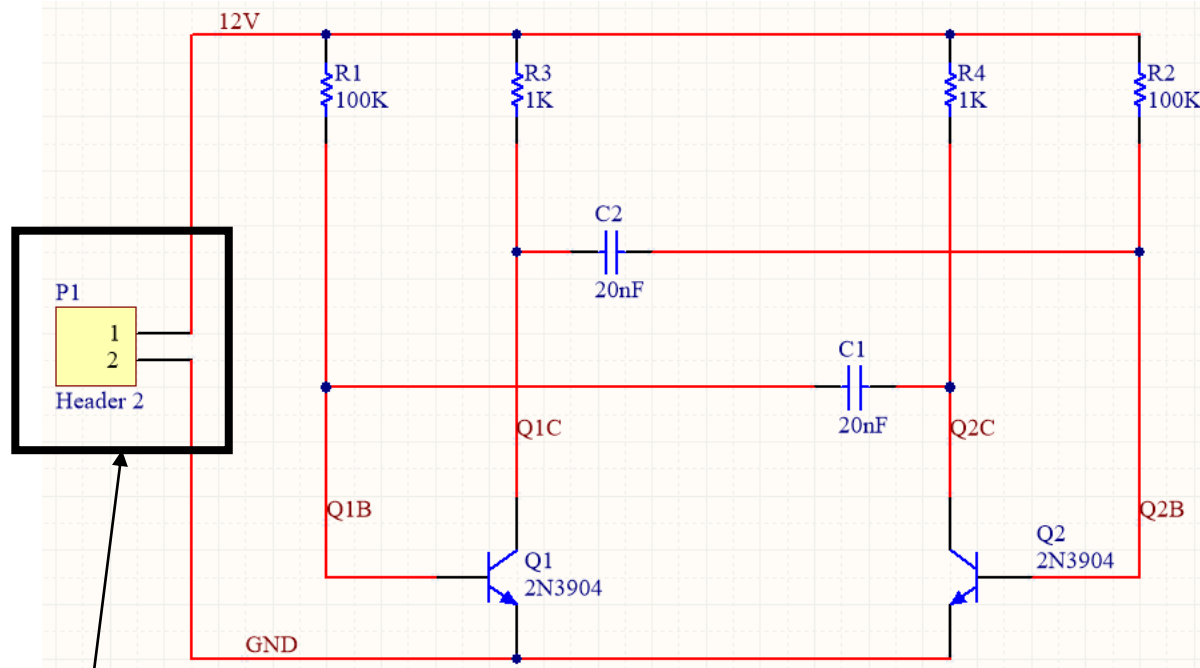 12V
R1
100K
R3
1K
R4
1K
R2
100K
C2
20nF
P1
1
2
Header 2
C1
20nF
Q1C
Q2C
Q1B
Q2B
Q1
2N3904
Q2
2N3904
GND